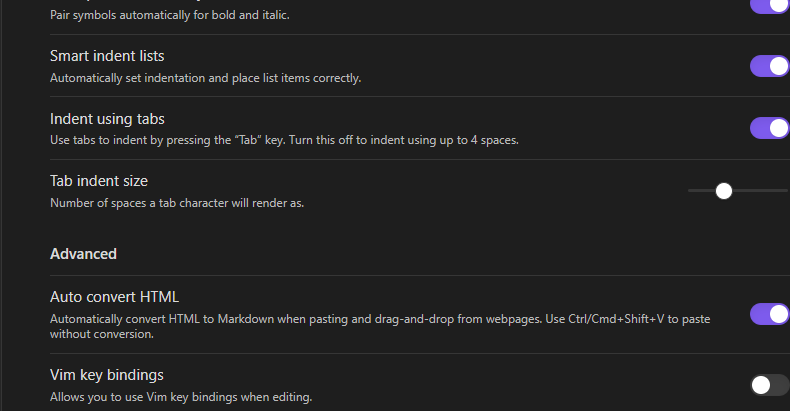 Pair symbols automatically for bold and italic.
Smart indent lists
Automatically set indentation and place list items correctly.
Indent using tabs
Use tabs to indent by pressing the “Tab” key. Turn this off to indent using up to 4 spaces.
Tab indent size
Number of spaces a tab character will render as.
Advanced
Auto convert HTML
Automatically convert HTML to Markdown when pasting and drag-and-drop from webpages. Use Ctrl/Cmd+Shift+V to paste
without conversion.
Vim key bindings
Allows you to use Vim key bindings when editing.